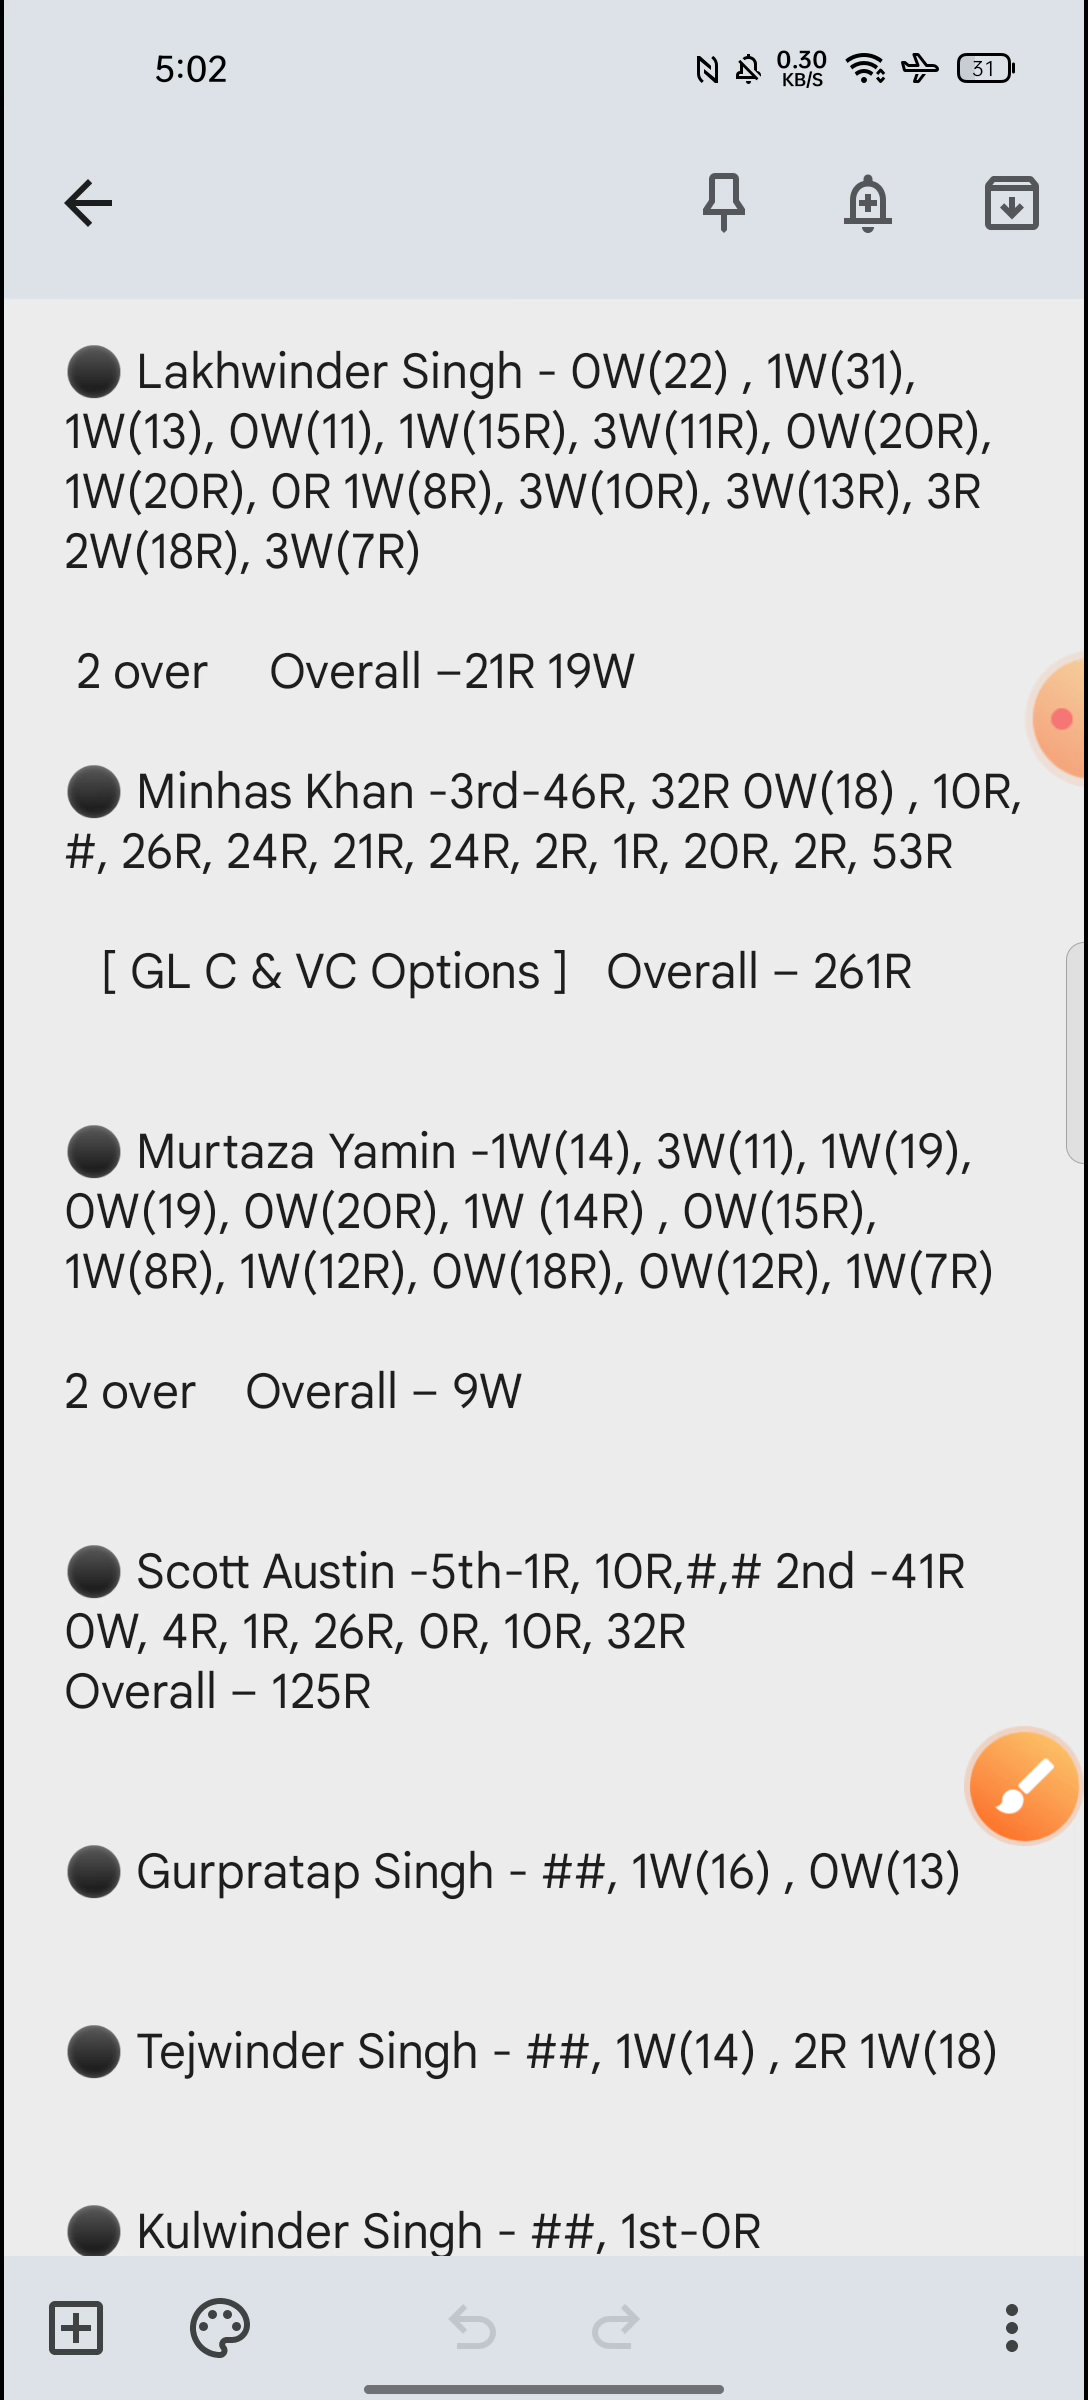 5:02
0.30
KB/S
31
Lakhwinder Singh - 0W(22) , 1W(31),
1W(13), 0W(11), 1W(15R), 3W(11R), 0W(20R),
1W(20R), 0R 1W(8R), 3W(10R), 3W(13R), 3R
2W(18R), 3W(7R)
2 over Overall –21R 19W
Minhas Khan -3rd-46R, 32R 0W(18) , 10R,
#, 26R, 24R, 21R, 24R, 2R, 1R, 20R, 2R, 53R
[ GL C & VC Options ] Overall – 261R
Murtaza Yamin -1W(14), 3W(11), 1W(19),
0W(19), 0W(20R), 1W (14R) , 0W(15R),
1W(8R), 1W(12R), 0W(18R), 0W(12R), 1W(7R)
2 over Overall – 9W
Scott Austin -5th-1R, 10R,#,# 2nd -41R
0W, 4R, 1R, 26R, 0R, 10R, 32R
Overall – 125R
Gurpratap Singh - ##, 1W(16) , 0W(13)
Tejwinder Singh - ##, 1W(14) , 2R 1W(18)
Kulwinder Singh - ##, 1st-0R